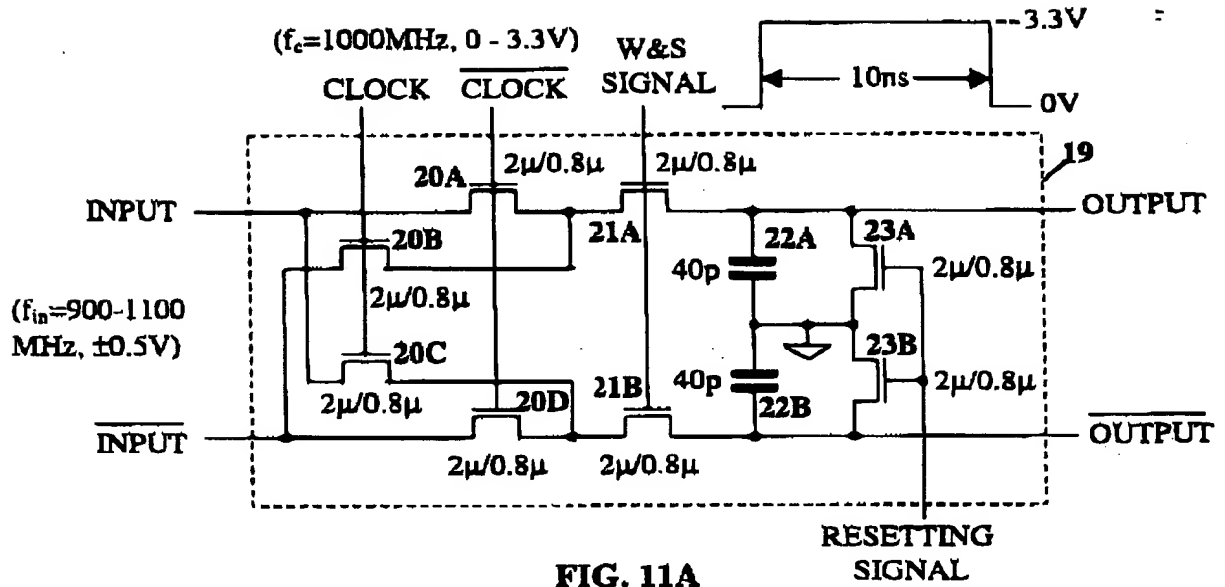 3.3V
(fc=1000MHz, 0 - 3.3V)
W&S
SIGNAL
10ns
CLOCK
CLOCK
0V
19
2μ/0.8μ
2μ/0.8μ
20A
INPUT
OUTPUT
21A
22A
23A
20B
40p
2μ/0.8μ
2μ/0.8μ
(fin=900-1100
MHz, ±0.5V)
20C
23B
21B
40p
2μ/0.8μ
2μ/0.8μ
20D
22B
INPUT
OUTPUT
2μ/0.8μ
2μ/0.8μ
RESETTING
SIGNAL
FIG. 11A